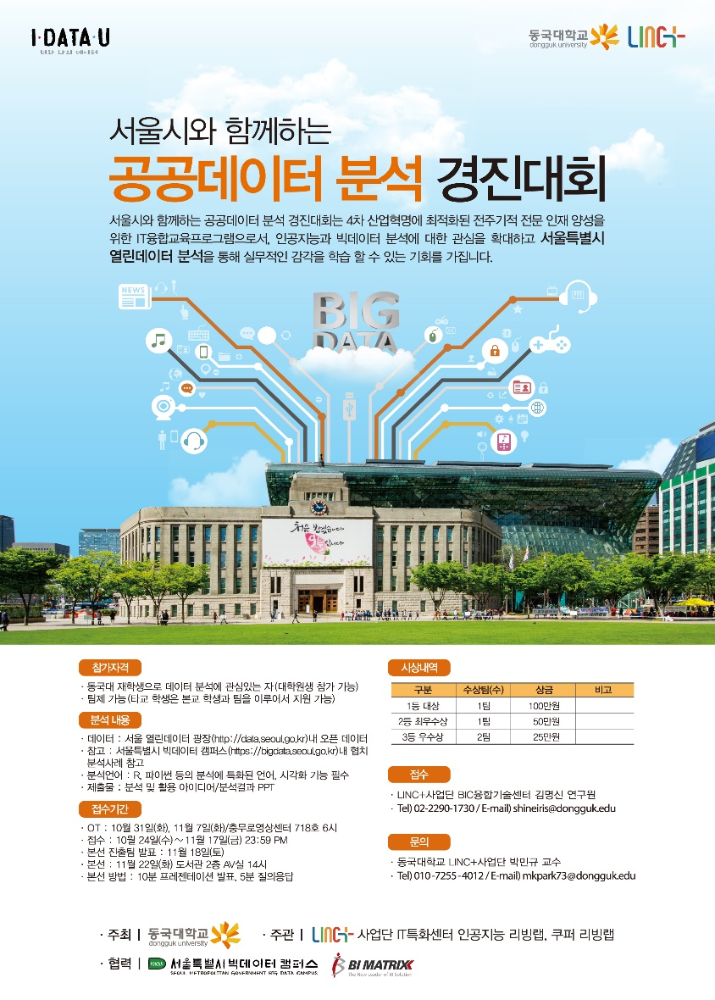 I·DATA·U
너와 나의 데이터
동국대학교
dongguk university
LINC+
서울시와 함께하는
공공데이터 분석 경진대회
서울시와 함께하는 공공데이터 분석 경진대회는 4차 산업혁명에 최적화된 전주기적 전문 인재 양성을
위한 IT융합교육프로그램으로서, 인공지능과 빅데이터 분석에 대한 관심을 확대하고 서울특별시
열린데이터 분석을 통해 실무적인 감각을 학습 할 수 있는 기회를 가집니다.
NEWS
BIG
DATA
처음 봤겠습니다
입니다
참가자격
· 동국대 재학생으로 데이터 분석에 관심있는 자(대학원생 참가 가능)
· 팀제 가능(타교 학생은 본교 학생과 팀을 이루어서 지원 가능)
분석 내용
· 데이터 : 서울 열린데이터 광장(http://data.seoul.go.kr)내 오픈 데이터
· 참고 : 서울특별시 빅데이터 캠퍼스(https://bigdata.seoul.go.kr)내 협치
분석사례 참고
· 분석언어 : R, 파이썬 등의 분석에 특화된 언어, 시각화 기능 필수
· 제출물 : 분석 및 활용 아이디어/분석결과 PPT
접수기간
· OT : 10월 31일(화), 11월 7일(화)/충무로영상센터 718호 6시
· 접수 : 10월 24일(수)~11월 17일(금) 23:59 PM
· 본선 진출팀 발표 : 11월 18일(토)
· 본선 : 11월 22일(화) 도서관 2층 AV실 14시
· 본선 방법 : 10분 프레젠테이션 발표, 5분 질의응답
시상내역
구분 수상팀(수) 상금 비고
1등 대상 1팀 100만원
2등 최우수상 1팀 50만원
3등 우수상 2팀 25만원
접수
· LINC+사업단 BIC융합기술센터 김명신 연구원
· Tel) 02-2290-1730 / E-mail) shineiris@dongguk.edu
문의
· 동국대학교 LINC+사업단 박민규 교수
· Tel) 010-7255-4012 / E-mail) mkpark73@dongguk.edu
· 주최 | 동국대학교 dongguk university · 주관 | LINC+ 사업단 IT특화센터 인공지능 리빙랩, 쿠퍼 리빙랩
· 협력 | 서울특별시 빅데이터 캠퍼스 BI MATRIX
SEOUL METROPOLITAN GOVERNMENT BIG DATA CAMPUS The New Leader of BI Solution